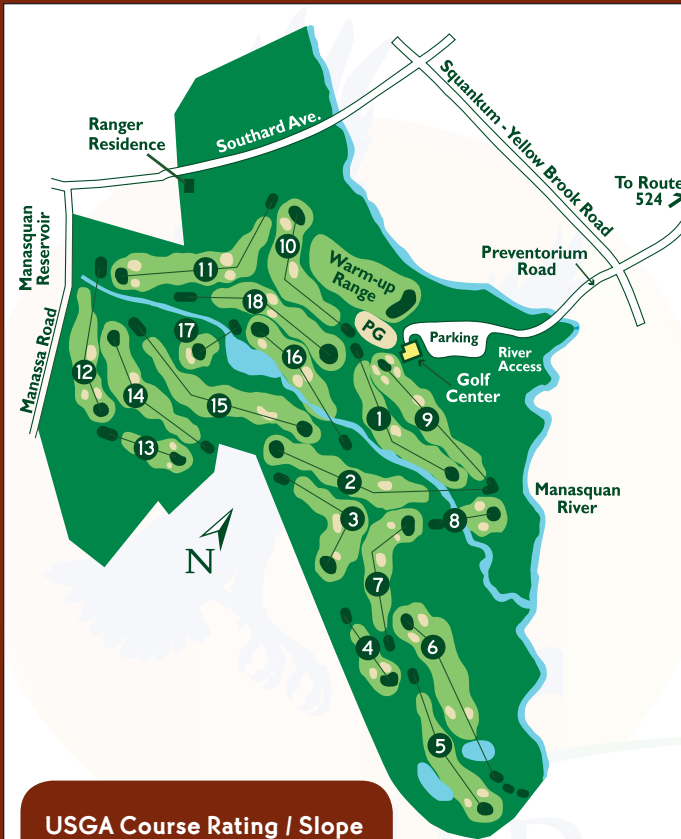 Squankum - Yellow Brook Road
Ranger
Residence
Southard Ave.
To Route
524
Manasquan
Reservoir
Preventorium
Road
10
11
Warm-up
Range
18
17
PG
Parking
River
Access
Golf
Center
16
Manassa Road
12
14
15
1
9
13
2
Manasquan
River
3
8
N
7
4
6
5
USGA Course Rating / Slope